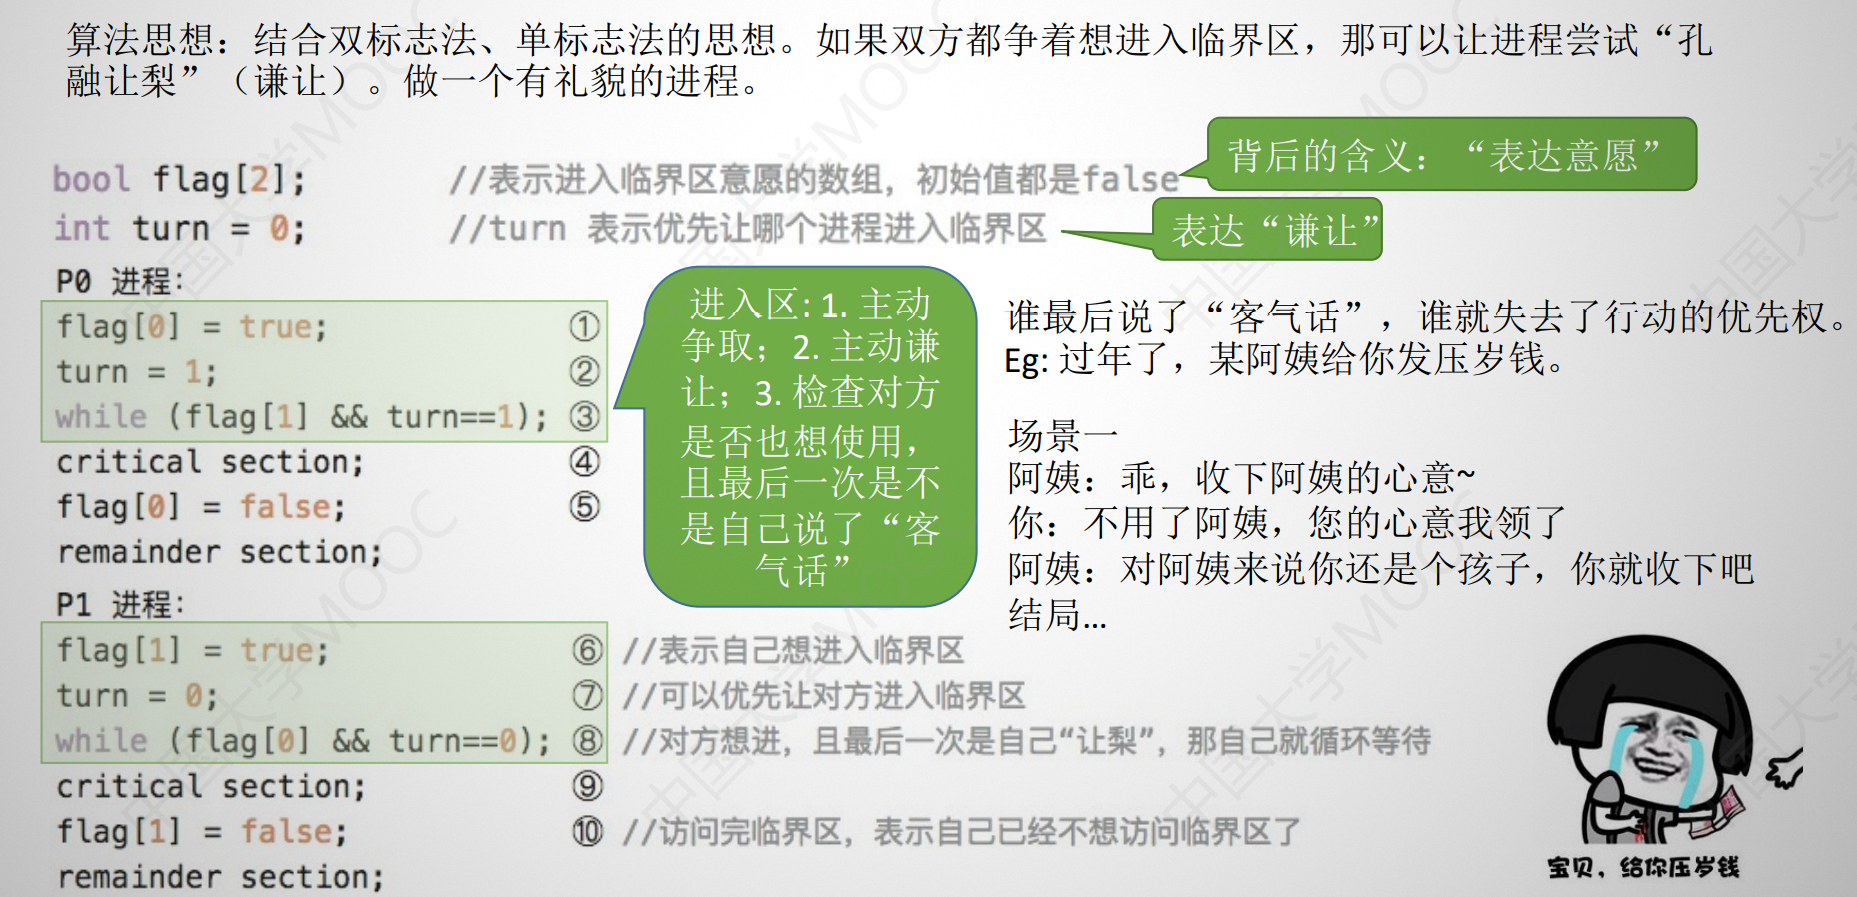 算法思想：结合双标志法、单标志法的思想。如果双方都争着想进入临界区，那可以让进程尝试“孔
融让梨”（谦让）。做一个有礼貌的进程。
bool flag[2]; //表示进入临界区意愿的数组，初始值都是false
背后的含义：“表达意愿”
int turn = 0; //turn 表示优先让哪个进程进入临界区
表达“谦让”
P0 进程：
flag[0] = true; ①
turn = 1; ②
while (flag[1] && turn==1); ③
critical section; ④
flag[0] = false; ⑤
remainder section;
进入区：1. 主动
争取；2. 主动谦
让；3. 检查对方
是否也想使用，
且最后一次是不
是自己说了“客
气话”
谁最后说了“客气话”，谁就失去了行动的优先权。
Eg: 过年了，某阿姨给你发压岁钱。
场景一
阿姨：乖，收下阿姨的心意~
你：不用了阿姨，您的心意我领了
阿姨：对阿姨来说你还是个孩子，你就收下吧
结局...
P1 进程：
flag[1] = true; ⑥ //表示自己想进入临界区
turn = 0; ⑦ //可以优先让对方进入临界区
while (flag[0] && turn==0); ⑧ //对方想进，且最后一次是自己“让梨”，那自己就循环等待
critical section; ⑨
flag[1] = false; ⑩ //访问完临界区，表示自己已经不想访问临界区了
remainder section;
宝贝，给你压岁钱
中国大学MOOC